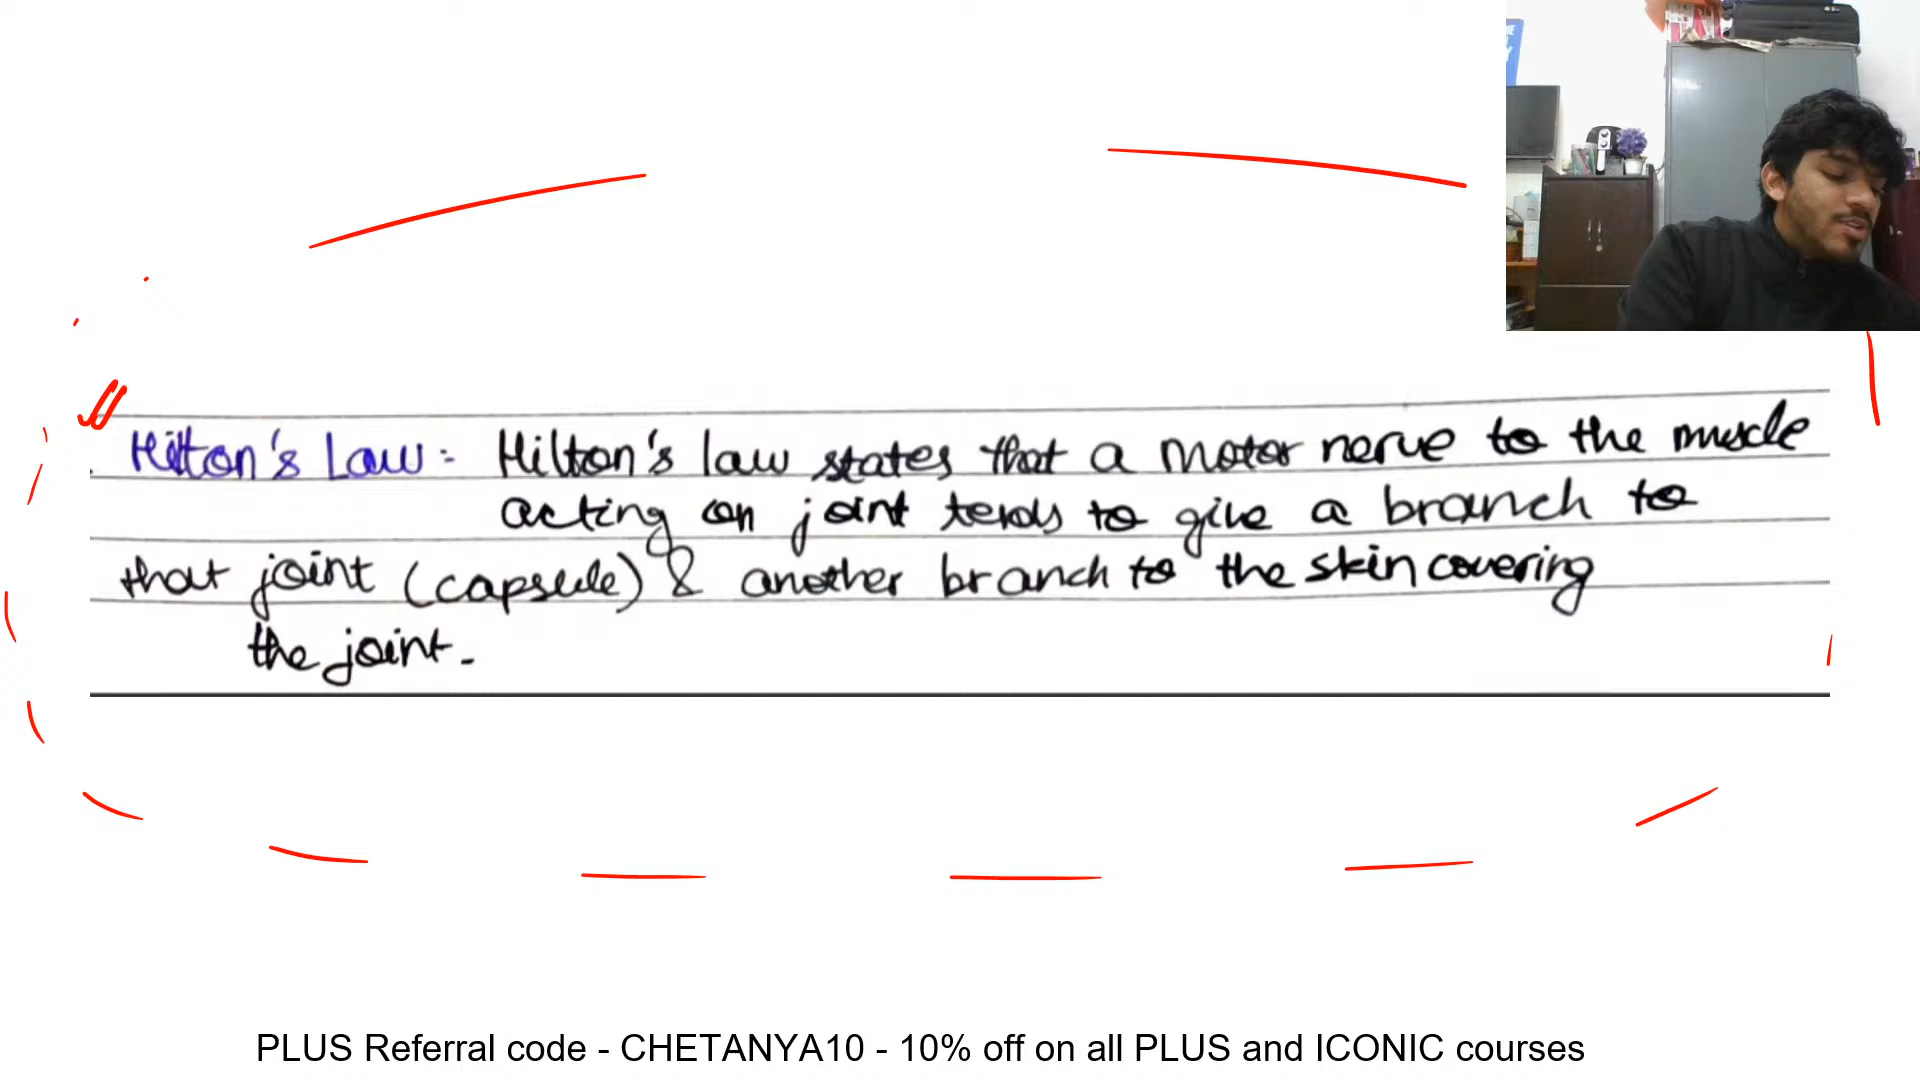 Hilton's Law:- Hilton's law states that a motor nerve to the muscle
acting on joint tends to give a branch to
that joint (capsule) & another branch to the skin covering
the joint.
PLUS Referral code - CHETANYA10 - 10% off on all PLUS and ICONIC courses